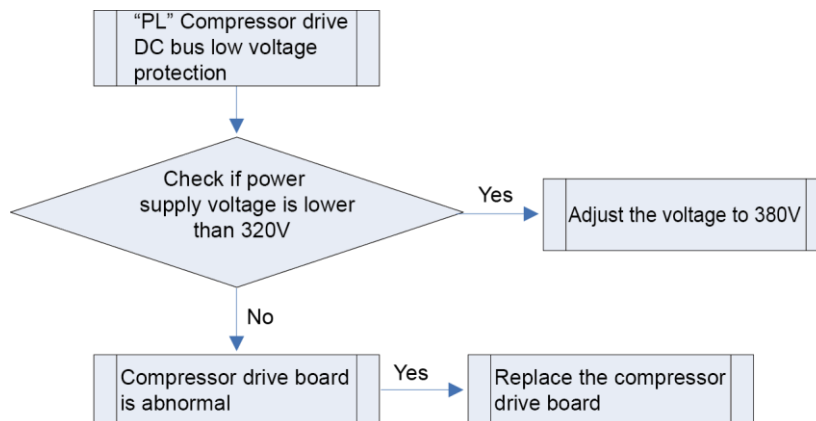 “PL” Compressor drive
DC bus low voltage
protection
Check if power
supply voltage is lower
than 320V
Yes
Adjust the voltage to 380V
No
Compressor drive board
is abnormal
Yes
Replace the compressor
drive board